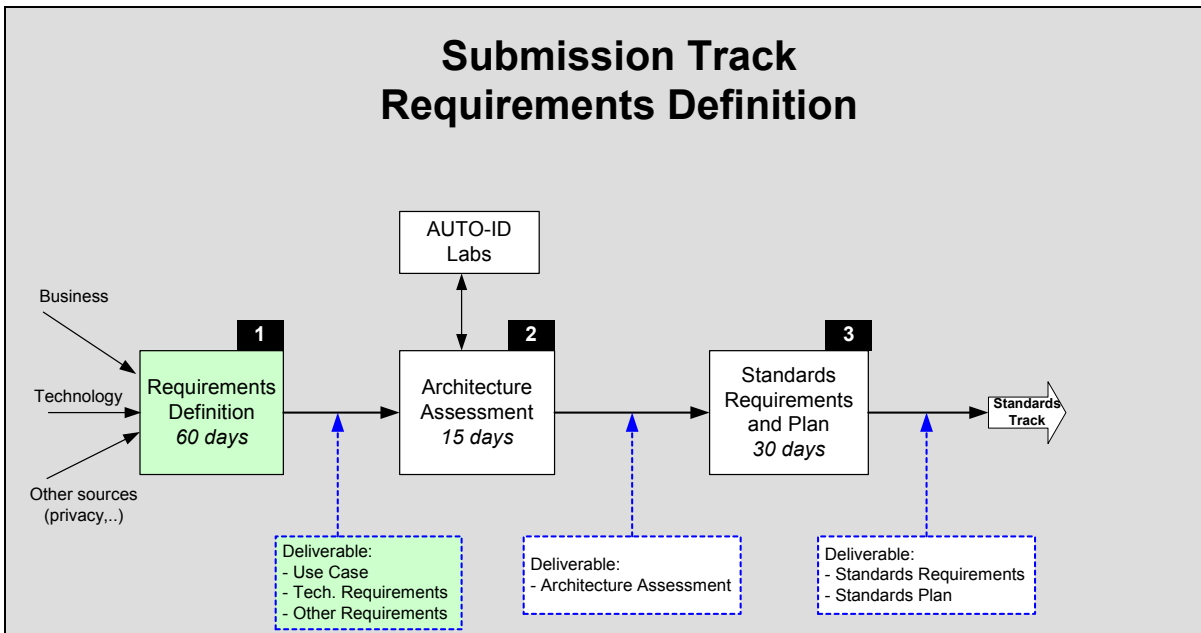 Submission Track
Requirements Definition
AUTO-ID
Labs
Business
Technology
Other sources
(privacy,..)
1
Requirements
Definition
60 days
2
Architecture
Assessment
15 days
3
Standards
Requirements
and Plan
30 days
Standards
Track
Deliverable:
- Use Case
- Tech. Requirements
- Other Requirements
Deliverable:
- Architecture Assessment
Deliverable:
- Standards Requirements
- Standards Plan